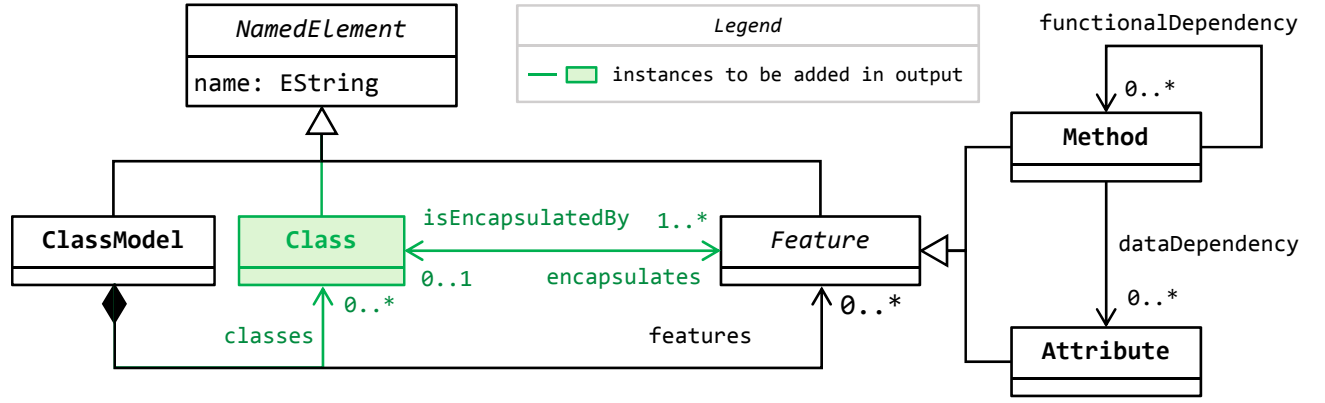 NamedElement
name: EString
Legend
instances to be added in output
functionalDependency
0..*
Method
ClassModel
Class
isEncapsulatedBy
1..*
Feature
dataDependency
0..1
encapsulates
0..*
0..*
0..*
classes
features
Attribute